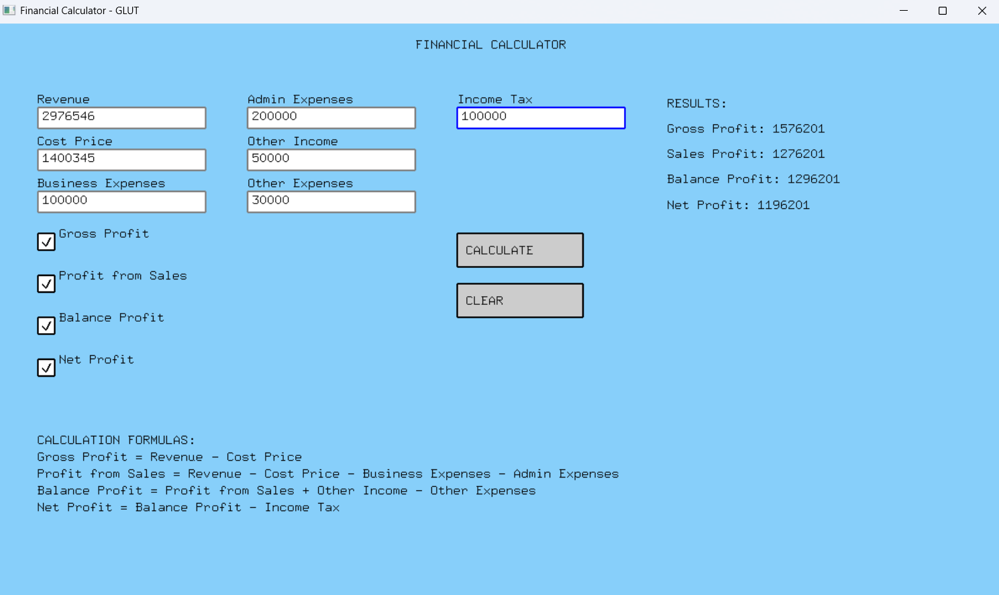 Financial Calculator - GLUT
FINANCIAL CALCULATOR
Revenue
2976546
Cost Price
1400345
Business Expenses
100000
Admin Expenses
200000
Other Income
50000
Other Expenses
30000
Income Tax
100000
RESULTS:
Gross Profit: 1576201
Sales Profit: 1276201
Balance Profit: 1296201
Net Profit: 1196201
Gross Profit
Profit from Sales
Balance Profit
Net Profit
CALCULATE
CLEAR
CALCULATION FORMULAS:
Gross Profit = Revenue - Cost Price
Profit from Sales = Revenue - Cost Price - Business Expenses - Admin Expenses
Balance Profit = Profit from Sales + Other Income - Other Expenses
Net Profit = Balance Profit - Income Tax